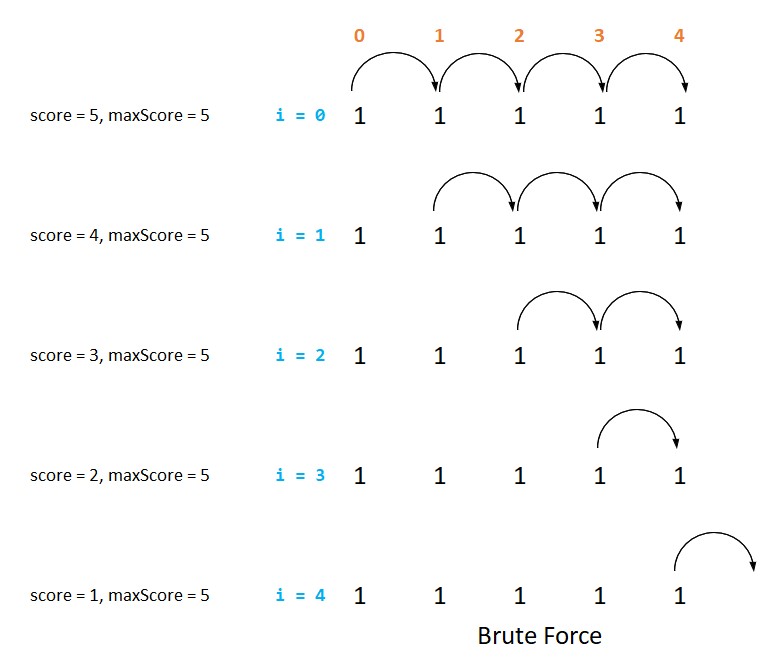 0 1 2 3 4
score = 5, maxScore = 5 i = 0 1 1 1 1 1
score = 4, maxScore = 5 i = 1 1 1 1 1 1
score = 3, maxScore = 5 i = 2 1 1 1 1 1
score = 2, maxScore = 5 i = 3 1 1 1 1 1
score = 1, maxScore = 5 i = 4 1 1 1 1 1
Brute Force